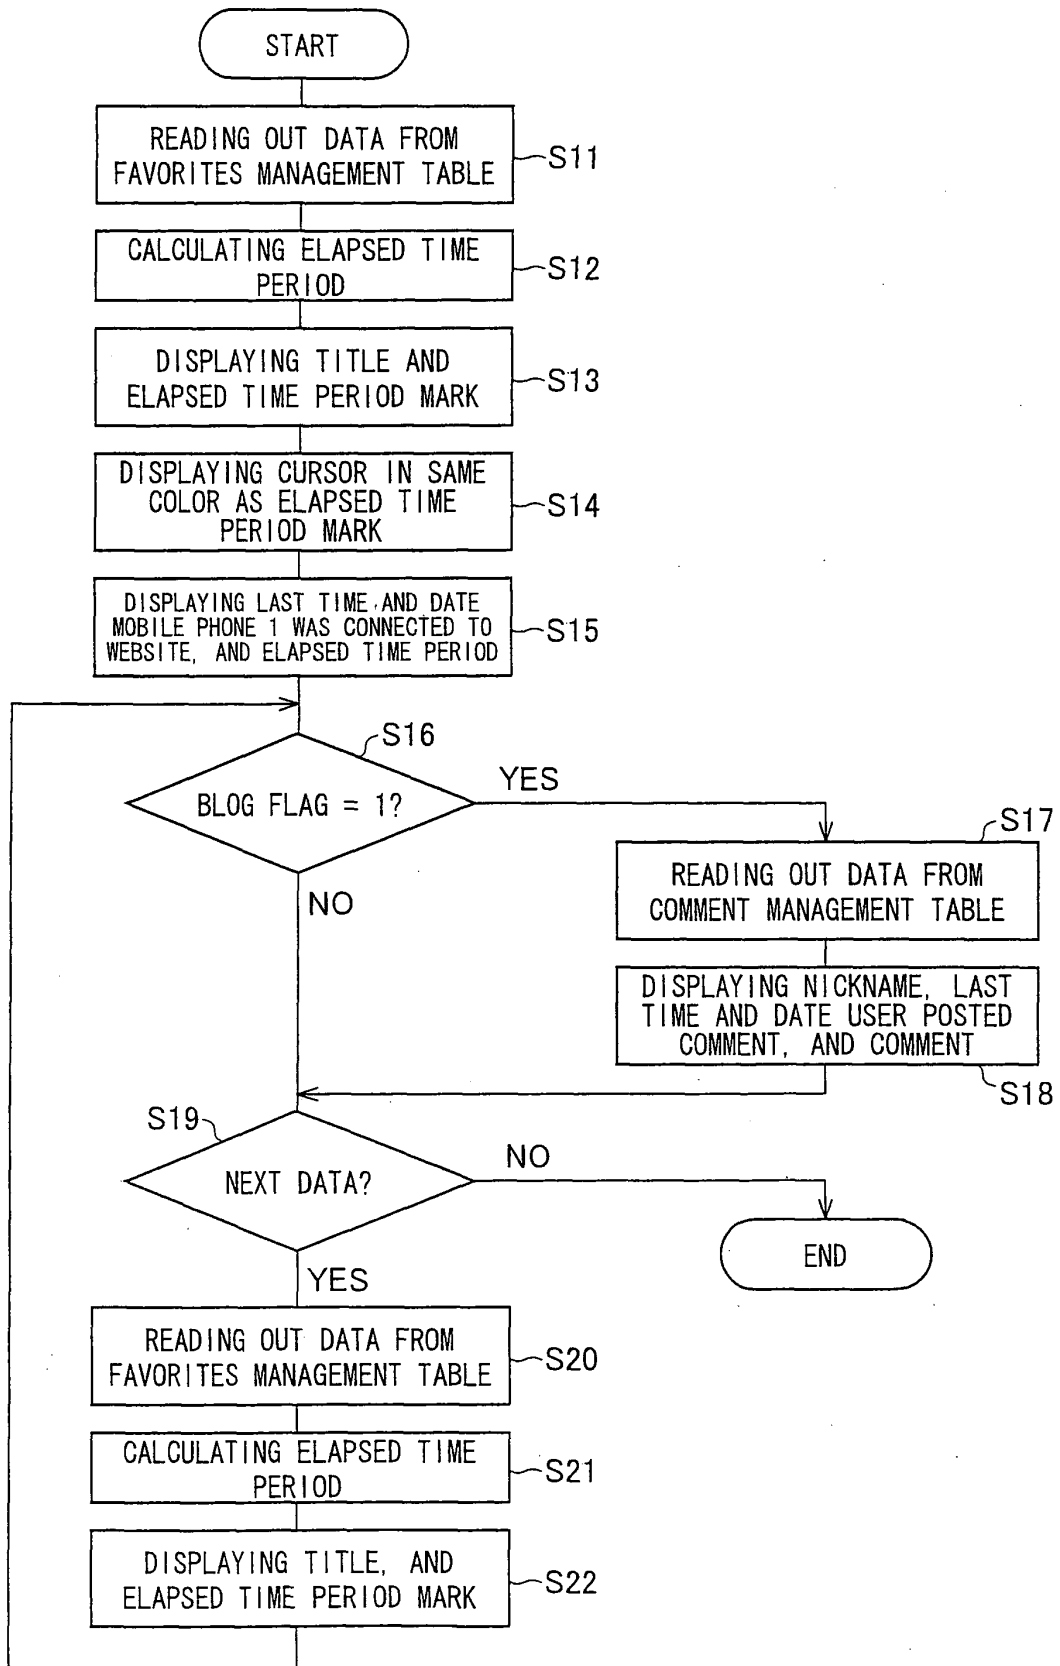 START
READING OUT DATA FROM
FAVORITES MANAGEMENT TABLE
S11
CALCULATING ELAPSED TIME
PERIOD
S12
DISPLAYING TITLE AND
ELAPSED TIME PERIOD MARK
S13
DISPLAYING CURSOR IN SAME
COLOR AS ELAPSED TIME
PERIOD MARK
S14
DISPLAYING LAST TIME AND DATE
MOBILE PHONE 1 WAS CONNECTED TO
WEBSITE, AND ELAPSED TIME PERIOD
S15
S16
BLOG FLAG = 1?
YES
NO
S17
READING OUT DATA FROM
COMMENT MANAGEMENT TABLE
DISPLAYING NICKNAME, LAST
TIME AND DATE USER POSTED
COMMENT, AND COMMENT
S18
S19
NEXT DATA?
NO
END
YES
READING OUT DATA FROM
FAVORITES MANAGEMENT TABLE
S20
CALCULATING ELAPSED TIME
PERIOD
S21
DISPLAYING TITLE, AND
ELAPSED TIME PERIOD MARK
S22